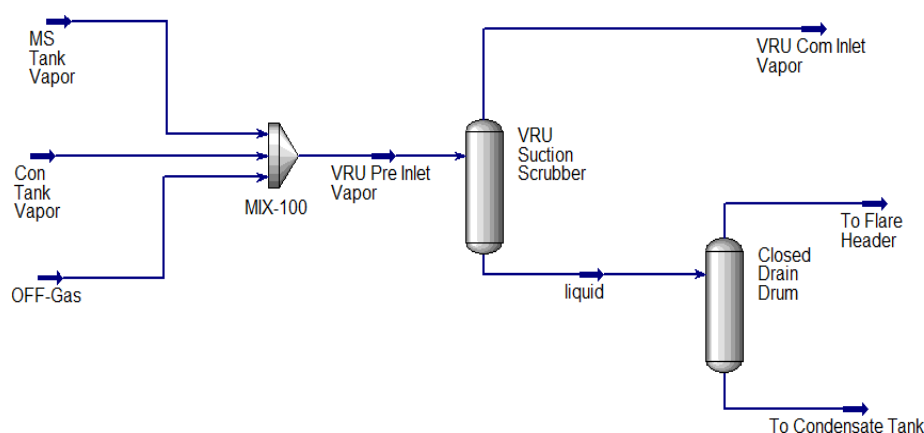 MS
Tank
Vapor
VRU Com Inlet
Vapor
VRU
Suction
Scrubber
Con
Tank
Vapor
VRU Pre Inlet
Vapor
MIX-100
To Flare
Header
Closed
Drain
Drum
OFF-Gas
liquid
To Condensate Tank